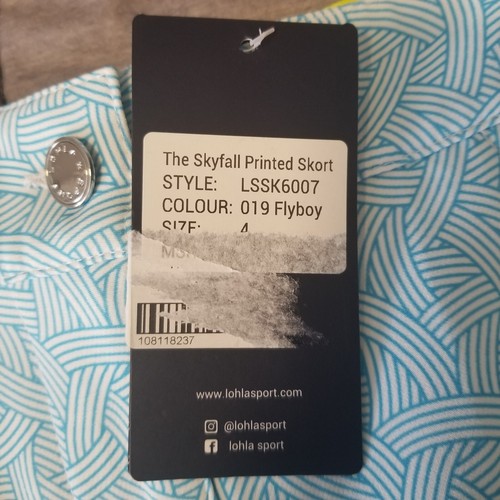 The Skyfall Printed Skort
STYLE: LSSK6007
COLOUR: 019 Flyboy
SIZE: 4
108118237
www.lohlasport.com
@lohlasport
lohla sport